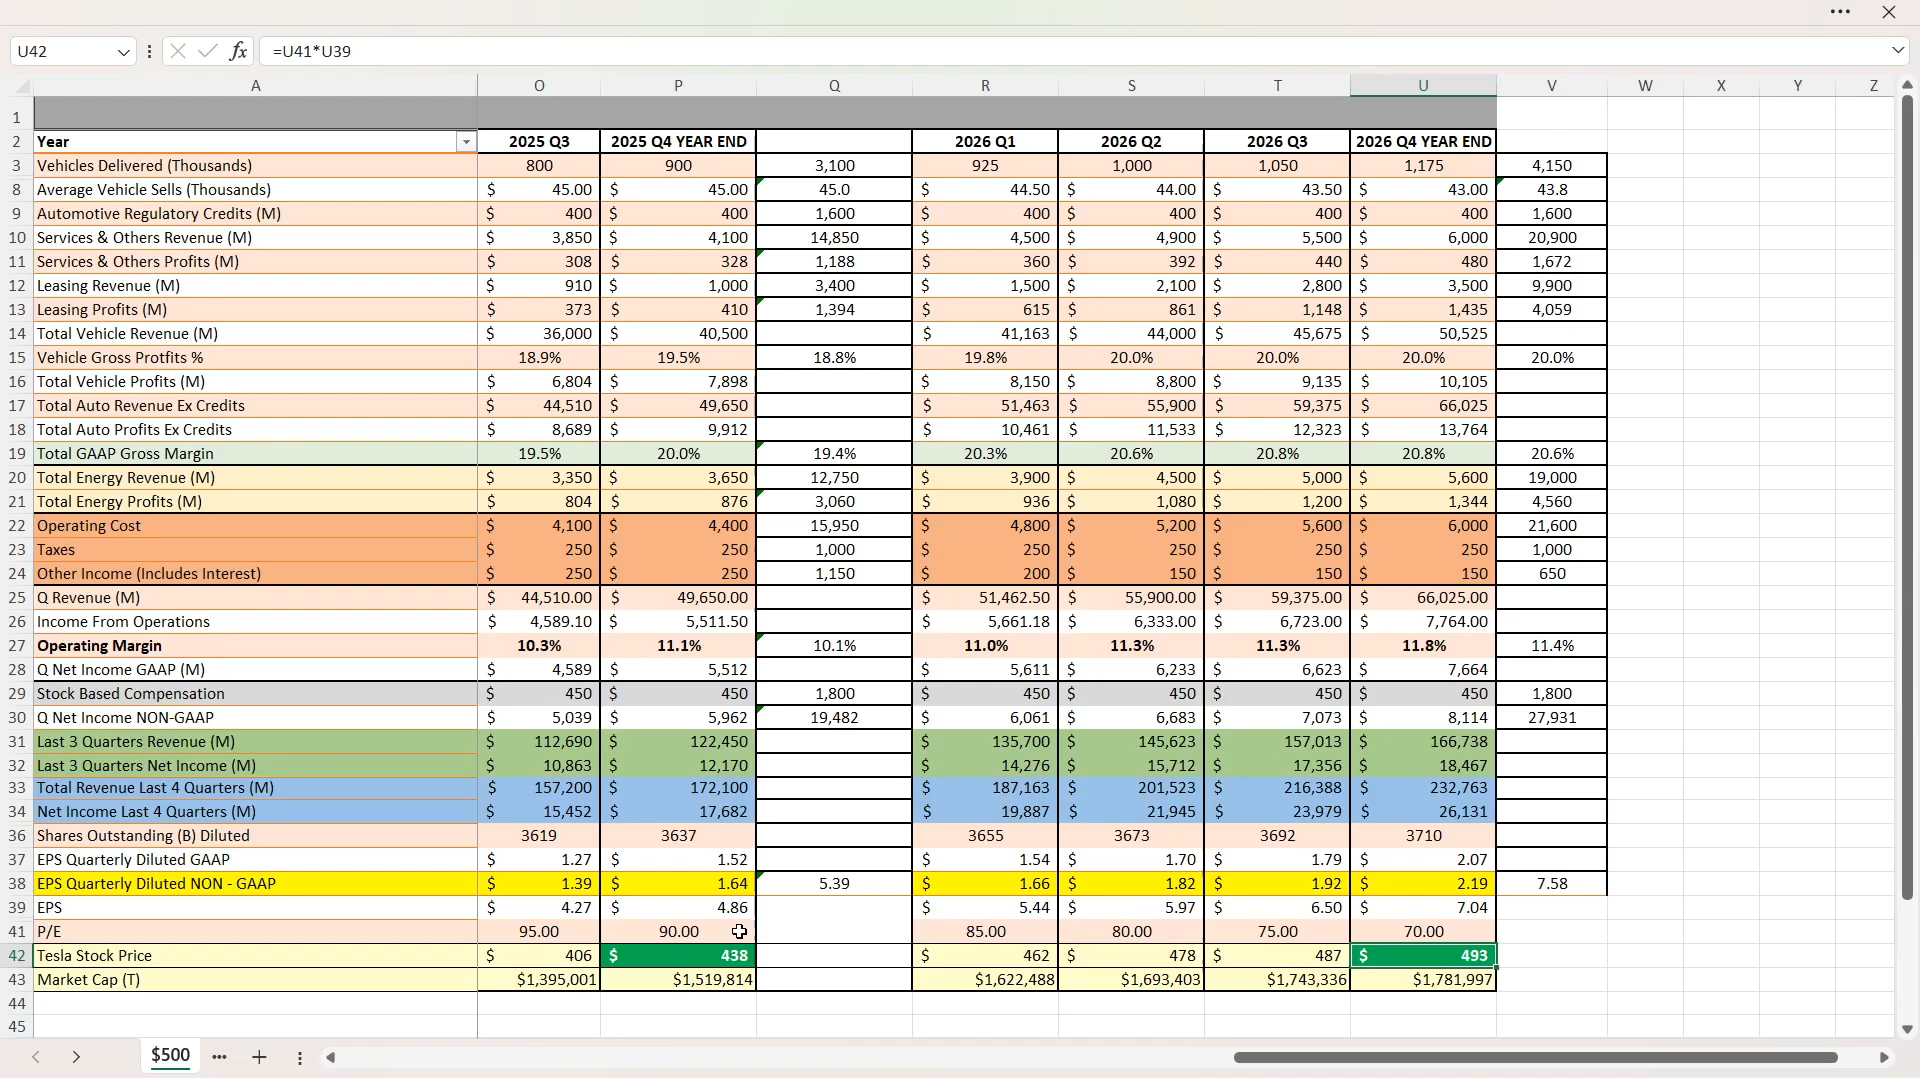 U42 fx =U41*U39
A O P Q R S T U V W X Y Z
1
2 Year 2025 Q3 2025 Q4 YEAR END 2026 Q1 2026 Q2 2026 Q3 2026 Q4 YEAR END
3 Vehicles Delivered (Thousands) 800 900 3,100 925 1,000 1,050 1,175 4,150
8 Average Vehicle Sells (Thousands) $ 45.00 $ 45.00 45.0 $ 44.50 $ 44.00 $ 43.50 $ 43.00 43.8
9 Automotive Regulatory Credits (M) $ 400 $ 400 1,600 $ 400 $ 400 $ 400 $ 400 1,600
10 Services & Others Revenue (M) $ 3,850 $ 4,100 14,850 $ 4,500 $ 4,900 $ 5,500 $ 6,000 20,900
11 Services & Others Profits (M) $ 308 $ 328 1,188 $ 360 $ 392 $ 440 $ 480 1,672
12 Leasing Revenue (M) $ 910 $ 1,000 3,400 $ 1,500 $ 2,100 $ 2,800 $ 3,500 9,900
13 Leasing Profits (M) $ 373 $ 410 1,394 $ 615 $ 861 $ 1,148 $ 1,435 4,059
14 Total Vehicle Revenue (M) $ 36,000 $ 40,500 $ 41,163 $ 44,000 $ 45,675 $ 50,525
15 Vehicle Gross Protfits % 18.9% 19.5% 18.8% 19.8% 20.0% 20.0% 20.0% 20.0%
16 Total Vehicle Profits (M) $ 6,804 $ 7,898 $ 8,150 $ 8,800 $ 9,135 $ 10,105
17 Total Auto Revenue Ex Credits $ 44,510 $ 49,650 $ 51,463 $ 55,900 $ 59,375 $ 66,025
18 Total Auto Profits Ex Credits $ 8,689 $ 9,912 $ 10,461 $ 11,533 $ 12,323 $ 13,764
19 Total GAAP Gross Margin 19.5% 20.0% 19.4% 20.3% 20.6% 20.8% 20.8% 20.6%
20 Total Energy Revenue (M) $ 3,350 $ 3,650 12,750 $ 3,900 $ 4,500 $ 5,000 $ 5,600 19,000
21 Total Energy Profits (M) $ 804 $ 876 3,060 $ 936 $ 1,080 $ 1,200 $ 1,344 4,560
22 Operating Cost $ 4,100 $ 4,400 15,950 $ 4,800 $ 5,200 $ 5,600 $ 6,000 21,600
23 Taxes $ 250 $ 250 1,000 $ 250 $ 250 $ 250 $ 250 1,000
24 Other Income (Includes Interest) $ 250 $ 250 1,150 $ 200 $ 150 $ 150 $ 150 650
25 Q Revenue (M) $ 44,510.00 $ 49,650.00 $ 51,462.50 $ 55,900.00 $ 59,375.00 $ 66,025.00
26 Income From Operations $ 4,589.10 $ 5,511.50 $ 5,661.18 $ 6,333.00 $ 6,723.00 $ 7,764.00
27 Operating Margin 10.3% 11.1% 10.1% 11.0% 11.3% 11.3% 11.8% 11.4%
28 Q Net Income GAAP (M) $ 4,589 $ 5,512 $ 5,611 $ 6,233 $ 6,623 $ 7,664
29 Stock Based Compensation $ 450 $ 450 1,800 $ 450 $ 450 $ 450 $ 450 1,800
30 Q Net Income NON-GAAP $ 5,039 $ 5,962 19,482 $ 6,061 $ 6,683 $ 7,073 $ 8,114 27,931
31 Last 3 Quarters Revenue (M) $ 112,690 $ 122,450 $ 135,700 $ 145,623 $ 157,013 $ 166,738
32 Last 3 Quarters Net Income (M) $ 10,863 $ 12,170 $ 14,276 $ 15,712 $ 17,356 $ 18,467
33 Total Revenue Last 4 Quarters (M) $ 157,200 $ 172,100 $ 187,163 $ 201,523 $ 216,388 $ 232,763
34 Net Income Last 4 Quarters (M) $ 15,452 $ 17,682 $ 19,887 $ 21,945 $ 23,979 $ 26,131
36 Shares Outstanding (B) Diluted 3619 3637 3655 3673 3692 3710
37 EPS Quarterly Diluted GAAP $ 1.27 $ 1.52 $ 1.54 $ 1.70 $ 1.79 $ 2.07
38 EPS Quarterly Diluted NON - GAAP $ 1.39 $ 1.64 5.39 $ 1.66 $ 1.82 $ 1.92 $ 2.19 7.58
39 EPS $ 4.27 $ 4.86 $ 5.44 $ 5.97 $ 6.50 $ 7.04
41 P/E 95.00 90.00 85.00 80.00 75.00 70.00
42 Tesla Stock Price $ 406 $ 438 $ 462 $ 478 $ 487 $ 493
43 Market Cap (T) $1,395,001 $1,519,814 $1,622,488 $1,693,403 $1,743,336 $1,781,997
44
45
$500